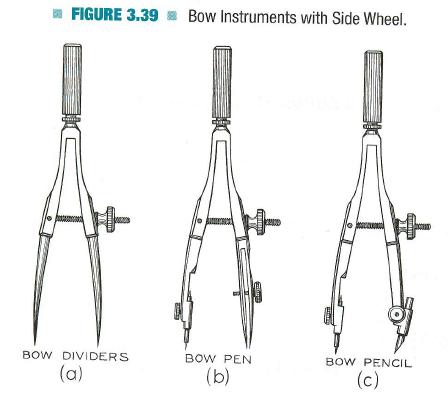 FIGURE 3.39 Bow Instruments with Side Wheel.
BOW DIVIDERS
(a)
BOW PEN
(b)
BOW PENCIL
(c)